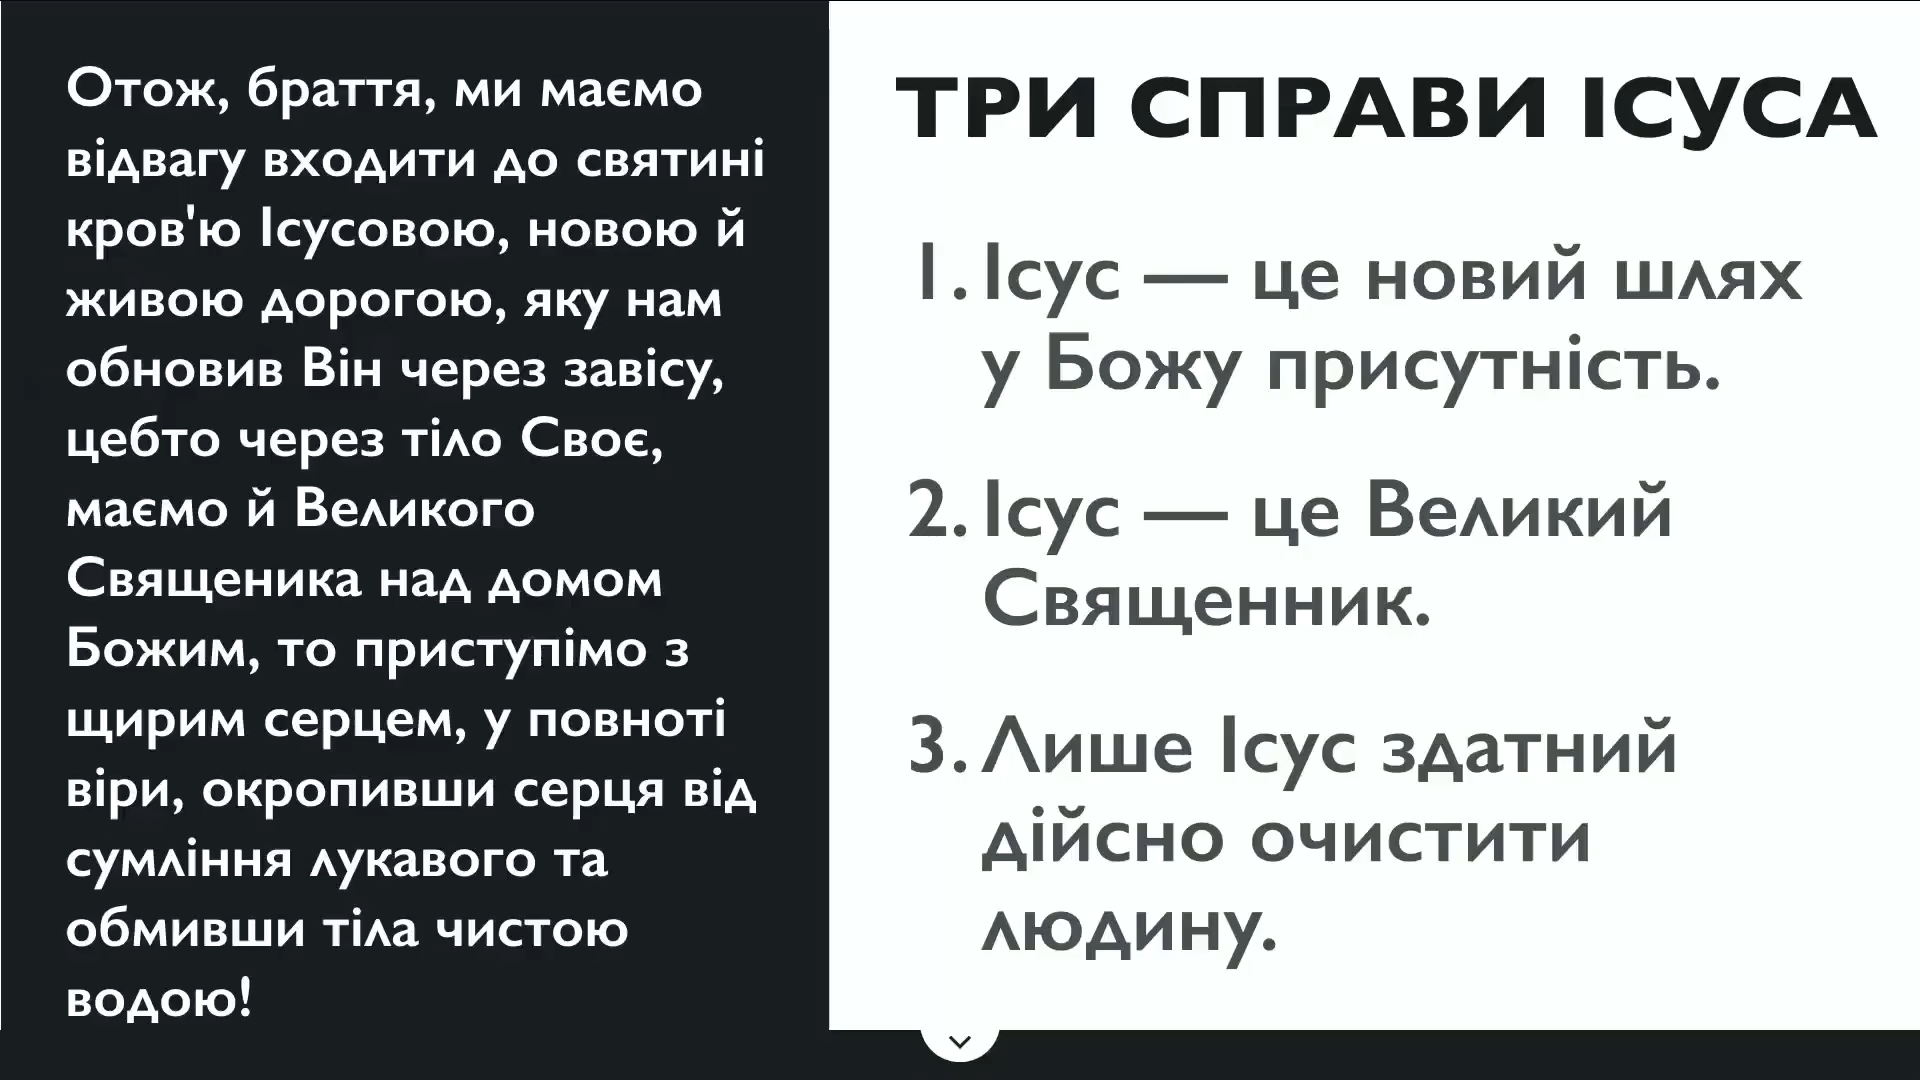 Отож, браття, ми маємо
відвагу входити до святині
кров'ю Ісусовою, новою й
живою дорогою, яку нам
обновив Він через завісу,
цебто через тіло Своє,
маємо й Великого
Священика над домом
Божим, то приступімо з
щирим серцем, у повноті
віри, окропивши серця від
сумління лукавого та
обмивши тіла чистою
водою!
ТРИ СПРАВИ ІСУСА
1. Ісус — це новий шлях
у Божу присутність.
2. Ісус — це Великий
Священник.
3. Лише Ісус здатний
дійсно очистити
людину.